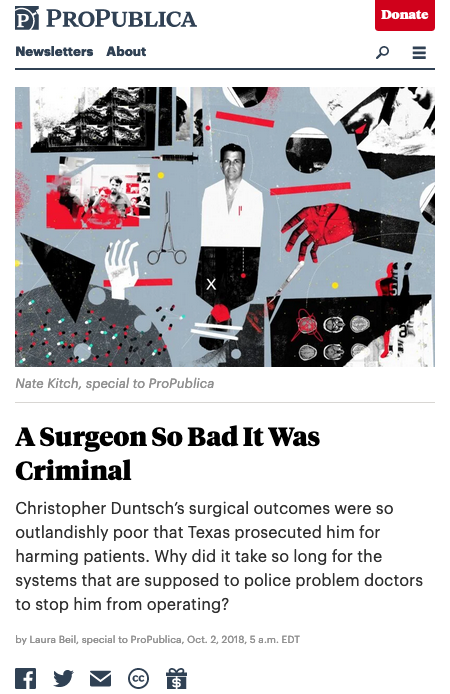 PROPUBLICA
Donate
Newsletters About
X
Nate Kitch, special to ProPublica
A Surgeon So Bad It Was
Criminal
Christopher Duntsch's surgical outcomes were so
outlandishly poor that Texas prosecuted him for
harming patients. Why did it take so long for the
systems that are supposed to police problem doctors
to stop him from operating?
by Laura Beil, special to ProPublica, Oct. 2, 2018, 5 a.m. EDT